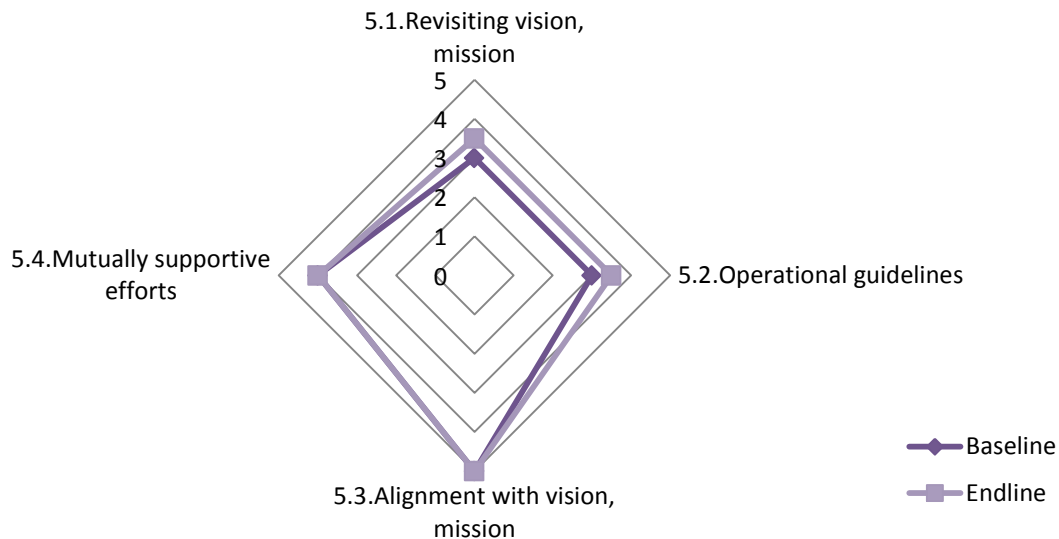 5.1.Revisiting vision,
mission
5
4
3
2
1
0
5.4.Mutually supportive
efforts
5.2.Operational guidelines
5.3.Alignment with vision,
mission
Baseline
Endline